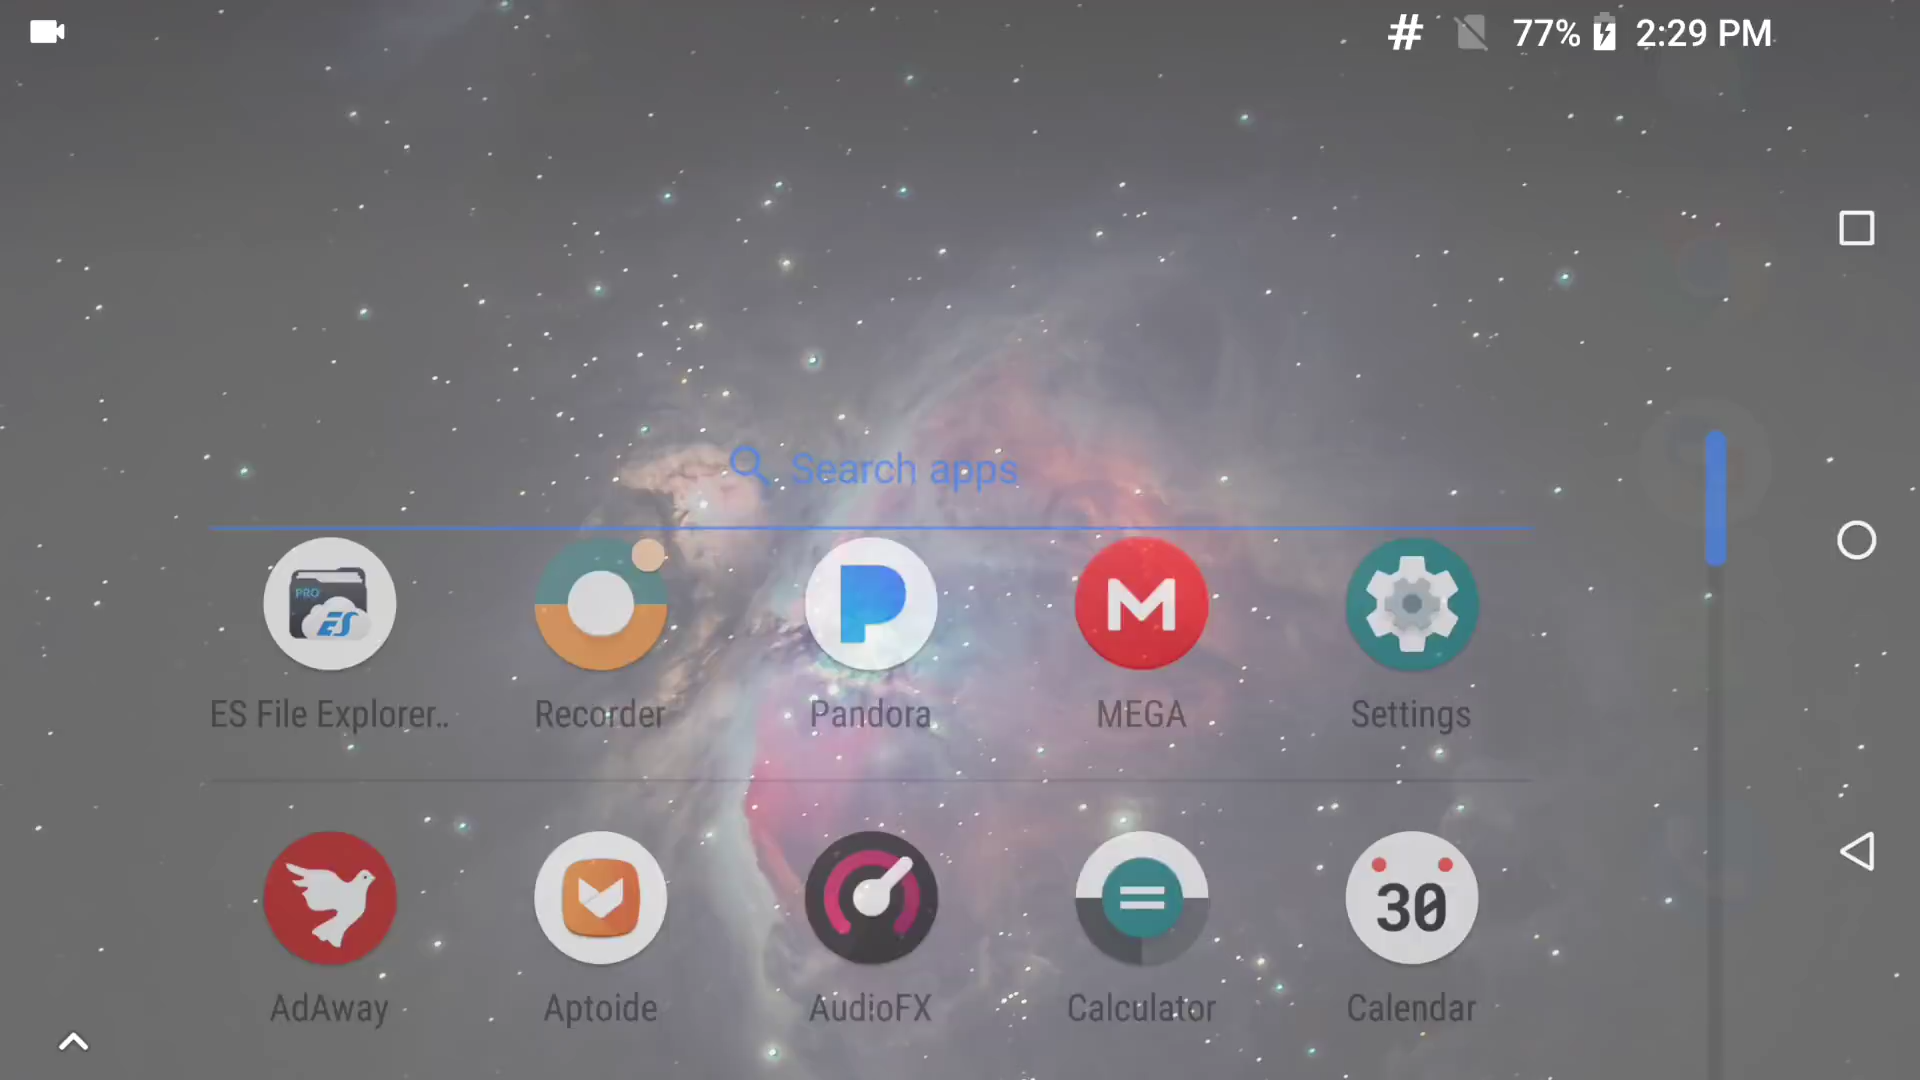 # 77% 2:29 PM
Search apps
PRO
ES
P
M
ES File Explorer.. Recorder Pandora MEGA Settings
30
AdAway Aptoide AudioFX Calculator Calendar